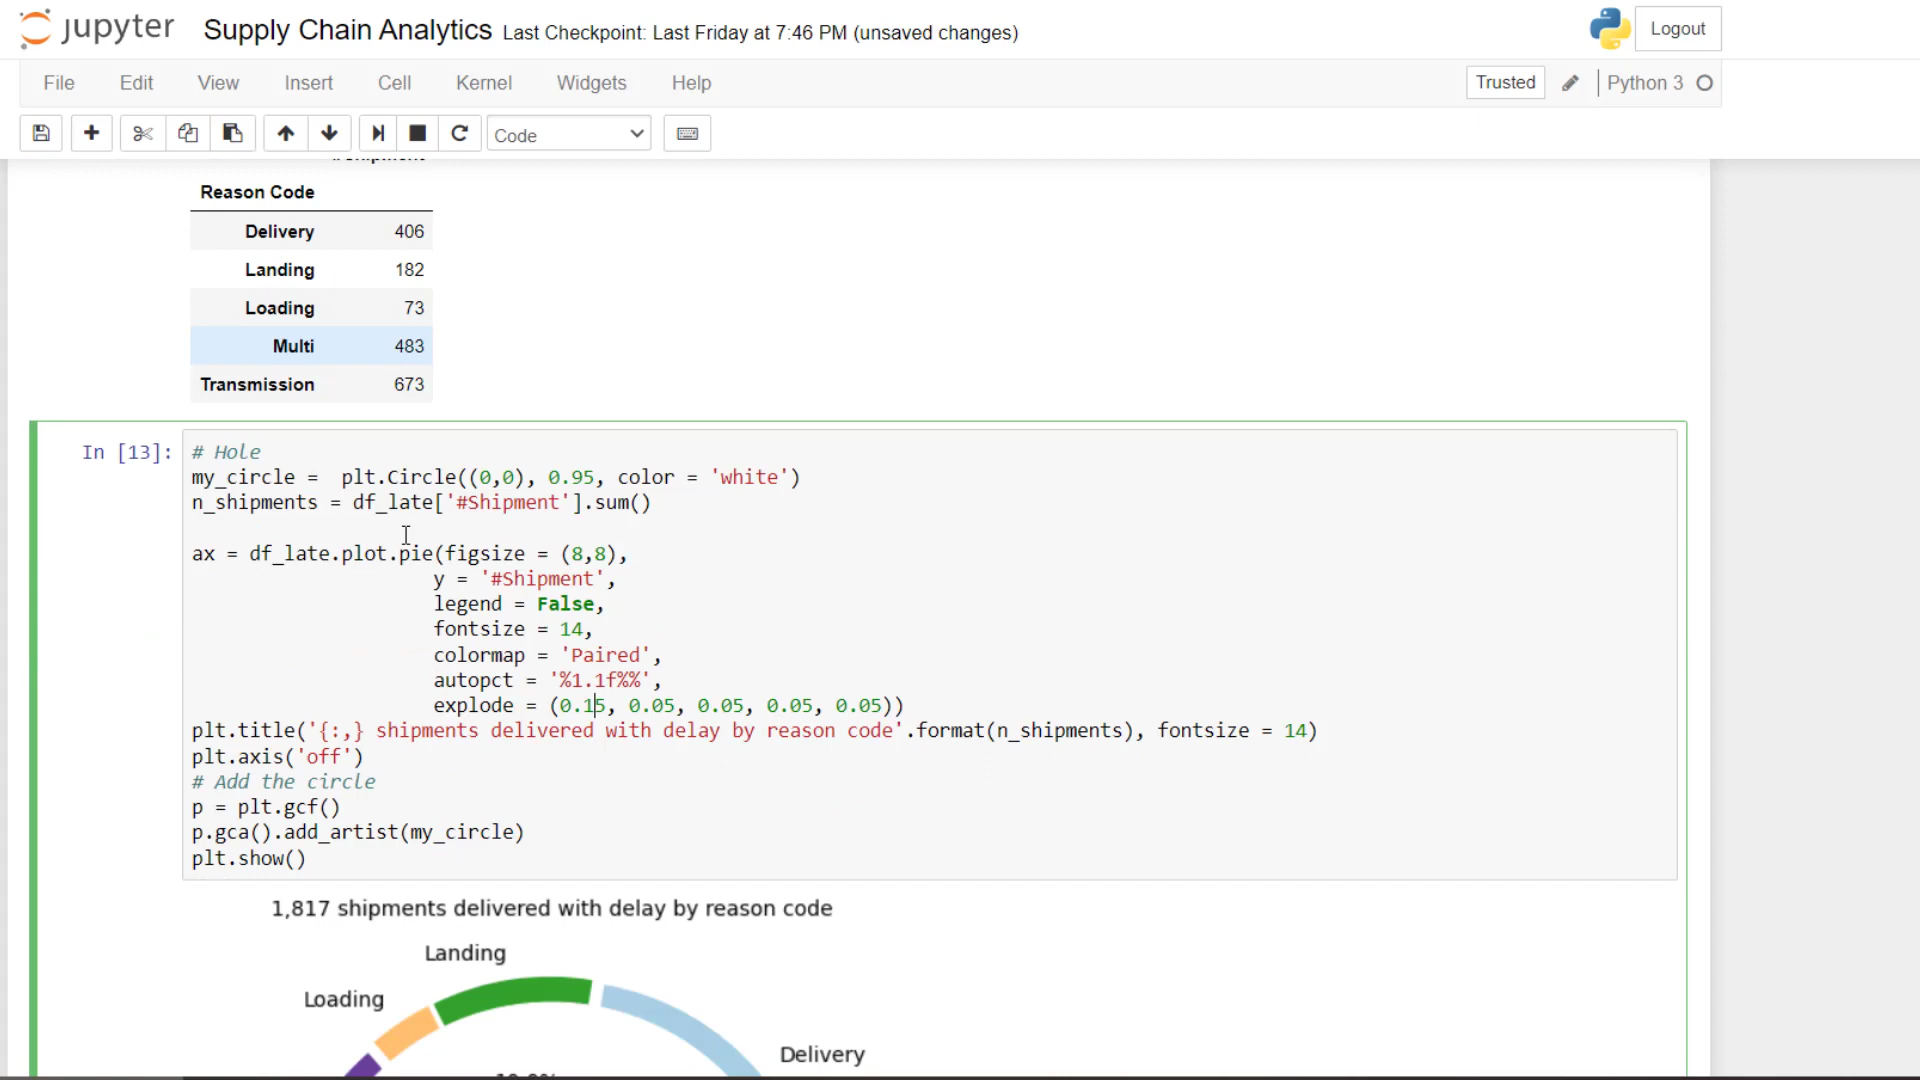 jupyter Supply Chain Analytics Last Checkpoint: Last Friday at 7:46 PM (unsaved changes) Logout
File Edit View Insert Cell Kernel Widgets Help Trusted Python 3
Code
Reason Code
Delivery 406
Landing 182
Loading 73
Multi 483
Transmission 673
In [13]: # Hole
my_circle =  plt.Circle((0,0), 0.95, color = 'white')
n_shipments = df_late['#Shipment'].sum()
ax = df_late.plot.pie(figsize = (8,8),
y = '#Shipment',
legend = False,
fontsize = 14,
colormap = 'Paired',
autopct = '%1.1f%%',
explode = (0.15, 0.05, 0.05, 0.05, 0.05))
plt.title('{:,} shipments delivered with delay by reason code'.format(n_shipments), fontsize = 14)
plt.axis('off')
# Add the circle
p = plt.gcf()
p.gca().add_artist(my_circle)
plt.show()
1,817 shipments delivered with delay by reason code
Landing
Loading
Delivery